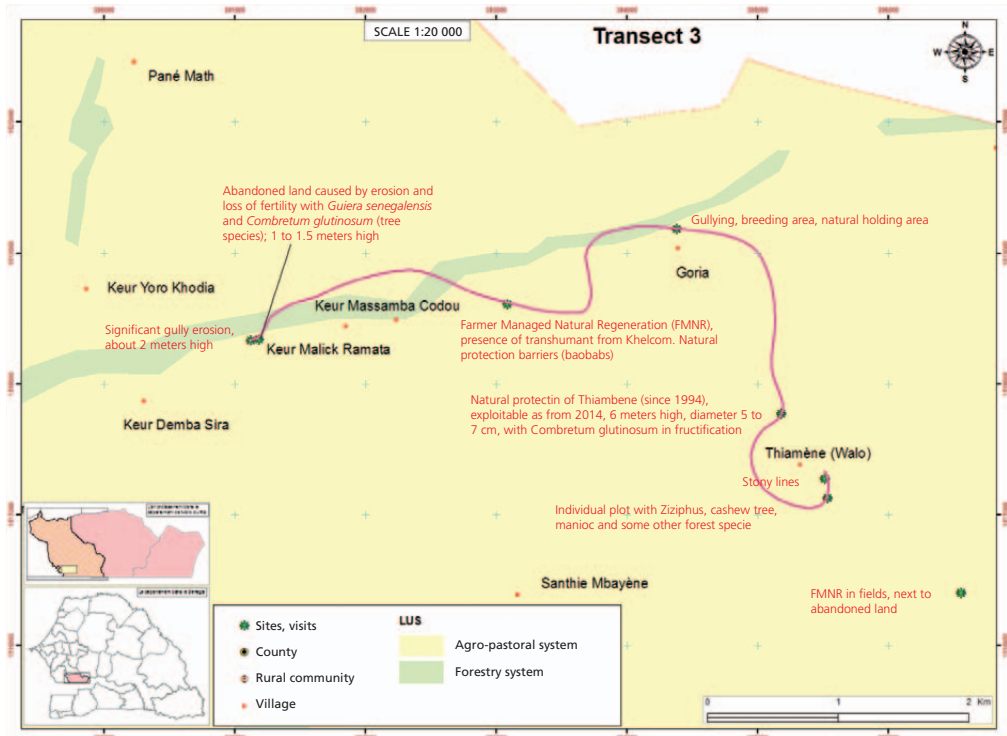 SCALE 1:20 000
Transect 3
N
W
E
S
Pané Math
Abandoned land caused by erosion and
loss of fertility with Guiera senegalensis
and Combretum glutinosum (tree
species); 1 to 1.5 meters high
Gullying, breeding area, natural holding area
Goria
Keur Yoro Khodia
Keur Massamba Codou
Significant gully erosion,
about 2 meters high
Keur Malick Ramata
Farmer Managed Natural Regeneration (FMNR),
presence of transhumant from Khelcom. Natural
protection barriers (baobabs)
Natural protectin of Thiambene (since 1994),
exploitable as from 2014, 6 meters high, diameter 5 to
7 cm, with Combretum glutinosum in fructification
Keur Demba Sira
Thiamène (Walo)
Stony lines
Individual plot with Ziziphus, cashew tree,
manioc and some other forest specie
Santhie Mbayène
FMNR in fields, next to
abandoned land
Sites, visits
County
Rural community
Village
LUS
Agro-pastoral system
Forestry system
0
1
2
Km